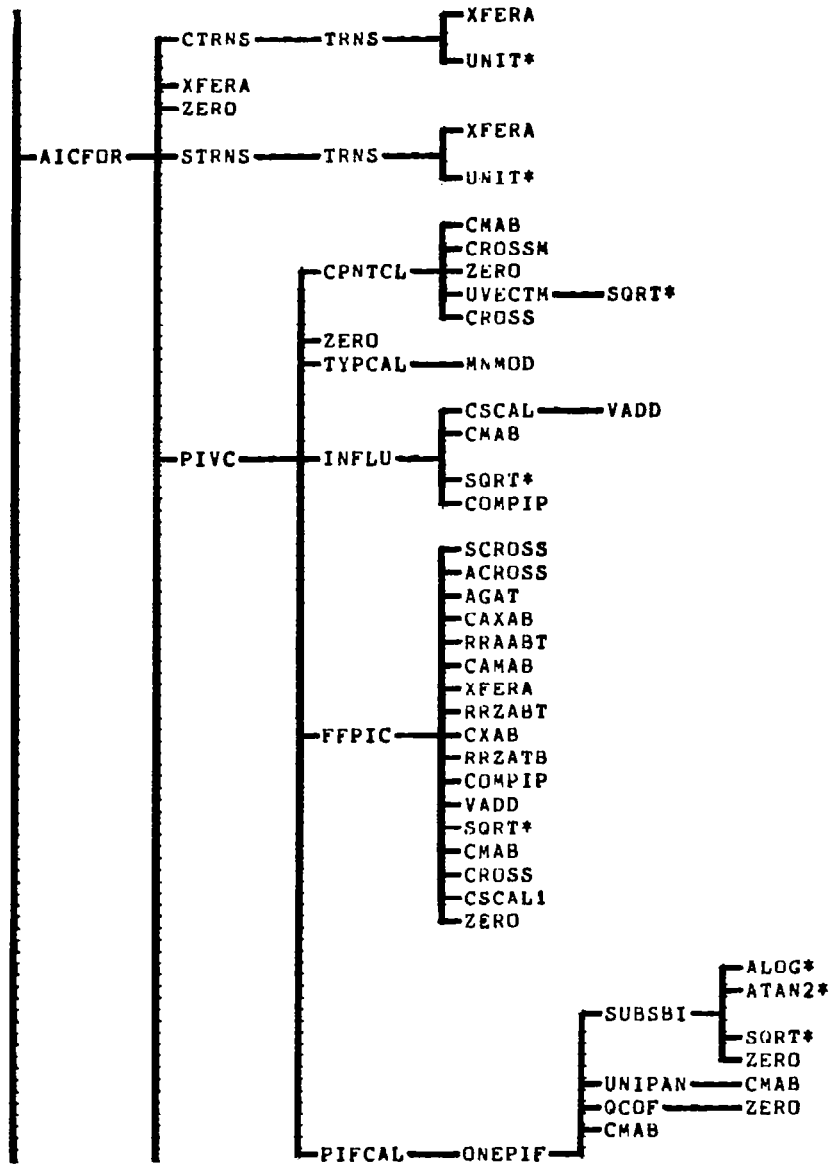 XFERA
CTRNS TRNS
UNIT*
XFERA
ZERO
XFERA
AICFOR STRNS TRNS
UNIT*
CMAB
CROSSM
CPNTCL ZERO
UVECTM SQRT*
CROSS
ZERO
TYPCAL MNMOD
CSCAL VADD
CMAB
PIVC INFLU
SQRT*
COMPIP
SCROSS
ACROSS
AGAT
CAXAB
RRAABT
CAMAB
XFERA
RRZABT
FFPIC CXAB
RRZATB
COMPIP
VADD
SQRT*
CMAB
CROSS
CSCAL1
ZERO
ALOG*
ATAN2*
SUBSBI
SQRT*
ZERO
UNIPAN CMAB
QCOF ZERO
CMAB
PIFCAL ONEPIF